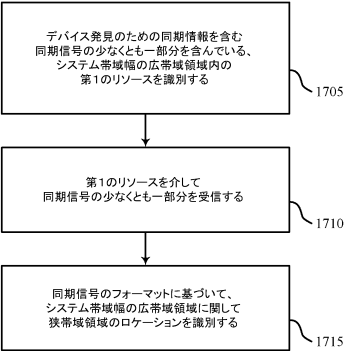 デバイス発見のための同期情報を含む
同期信号の少なくとも一部分を含んでいる、
システム帯域幅の広帯域領域内の
第1のリソースを識別する
1705
第1のリソースを介して
同期信号の少なくとも一部分を受信する
1710
同期信号のフォーマットに基づいて、
システム帯域幅の広帯域領域に関して
狭帯域領域のロケーションを識別する
1715